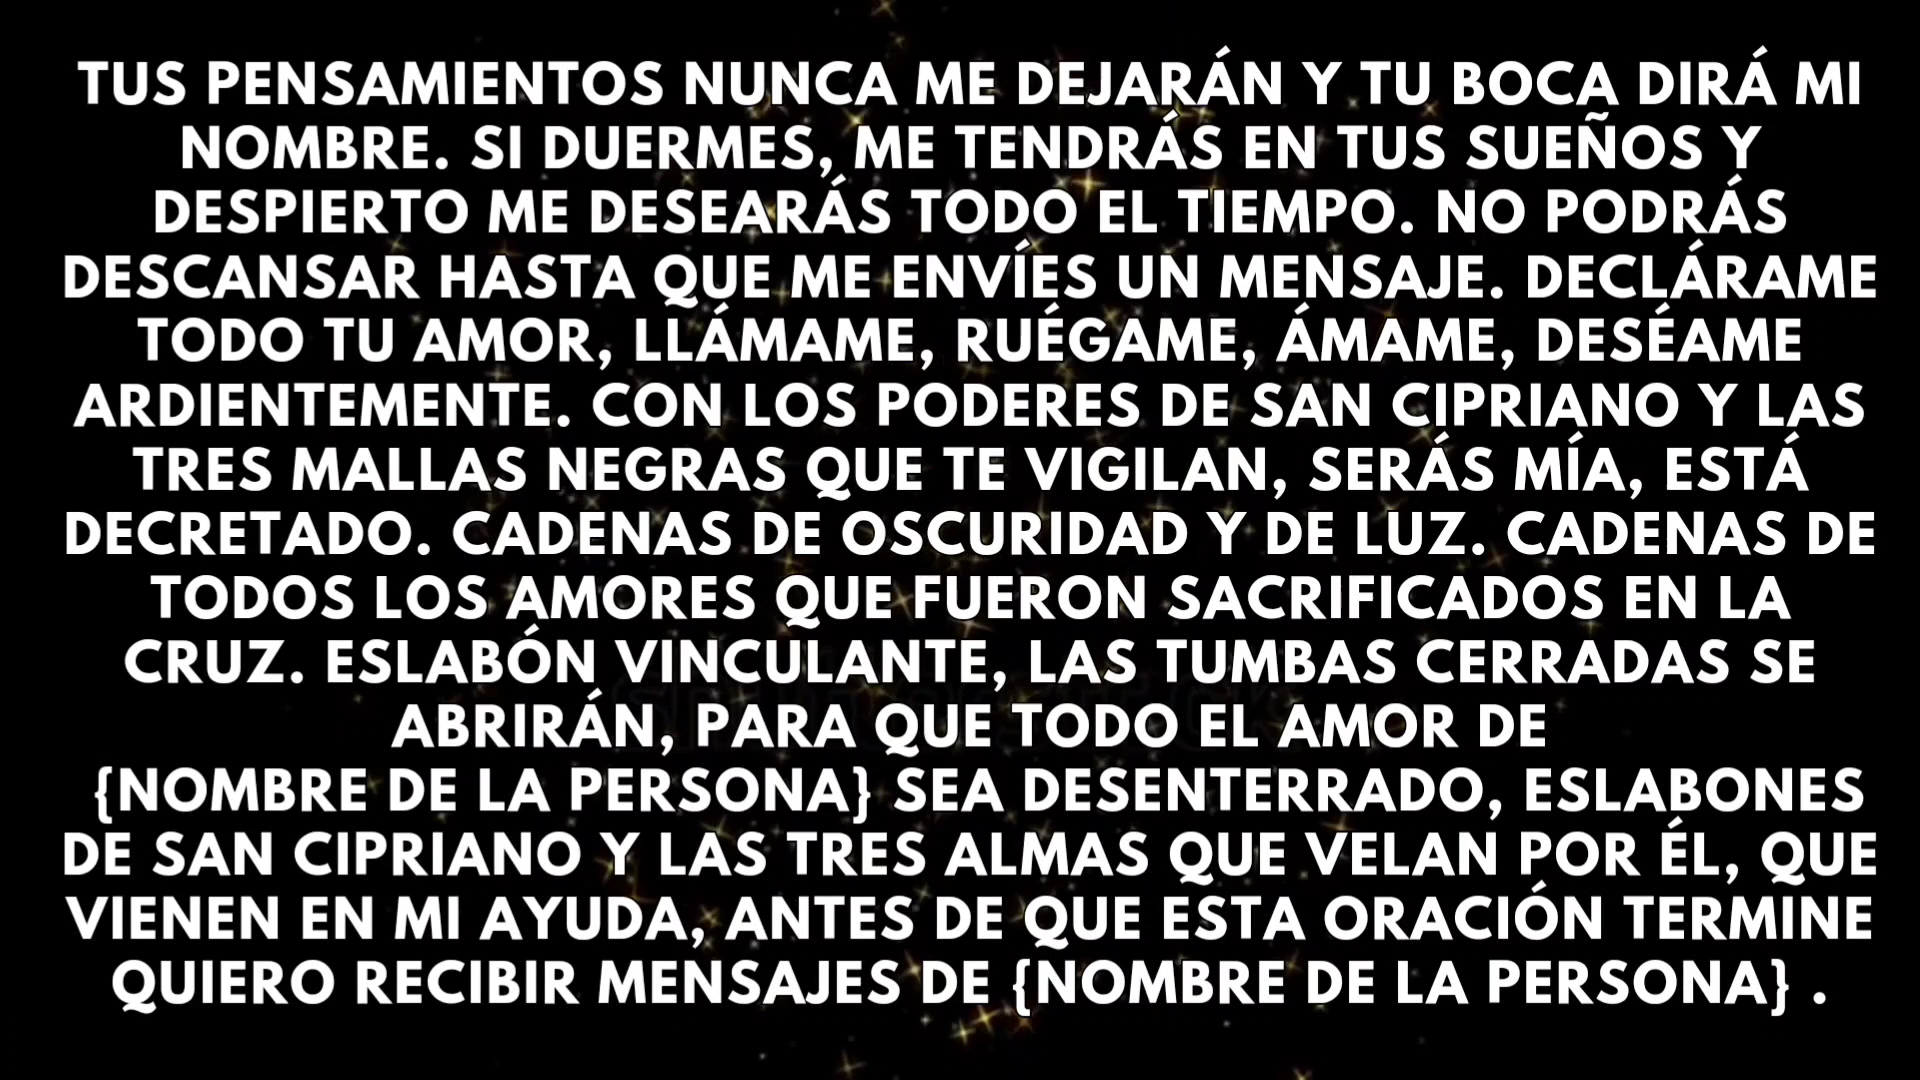 TUS PENSAMIENTOS NUNCA ME DEJARÁN Y TU BOCA DIRÁ MI
NOMBRE. SI DUERMES, ME TENDRÁS EN TUS SUEÑOS Y
DESPIERTO ME DESEARÁS TODO EL TIEMPO. NO PODRÁS
DESCANSAR HASTA QUE ME ENVÍES UN MENSAJE. DECLÁRAME
TODO TU AMOR, LLÁMAME, RUÉGAME, ÁMAME, DESÉAME
ARDIENTEMENTE. CON LOS PODERES DE SAN CIPRIANO Y LAS
TRES MALLAS NEGRAS QUE TE VIGILAN, SERÁS MÍA, ESTÁ
DECRETADO. CADENAS DE OSCURIDAD Y DE LUZ. CADENAS DE
TODOS LOS AMORES QUE FUERON SACRIFICADOS EN LA
CRUZ. ESLABÓN VINCULANTE, LAS TUMBAS CERRADAS SE
ABRIRÁN, PARA QUE TODO EL AMOR DE
{NOMBRE DE LA PERSONA} SEA DESENTERRADO, ESLABONES
DE SAN CIPRIANO Y LAS TRES ALMAS QUE VELAN POR ÉL, QUE
VIENEN EN MI AYUDA, ANTES DE QUE ESTA ORACIÓN TERMINE
QUIERO RECIBIR MENSAJES DE {NOMBRE DE LA PERSONA} .